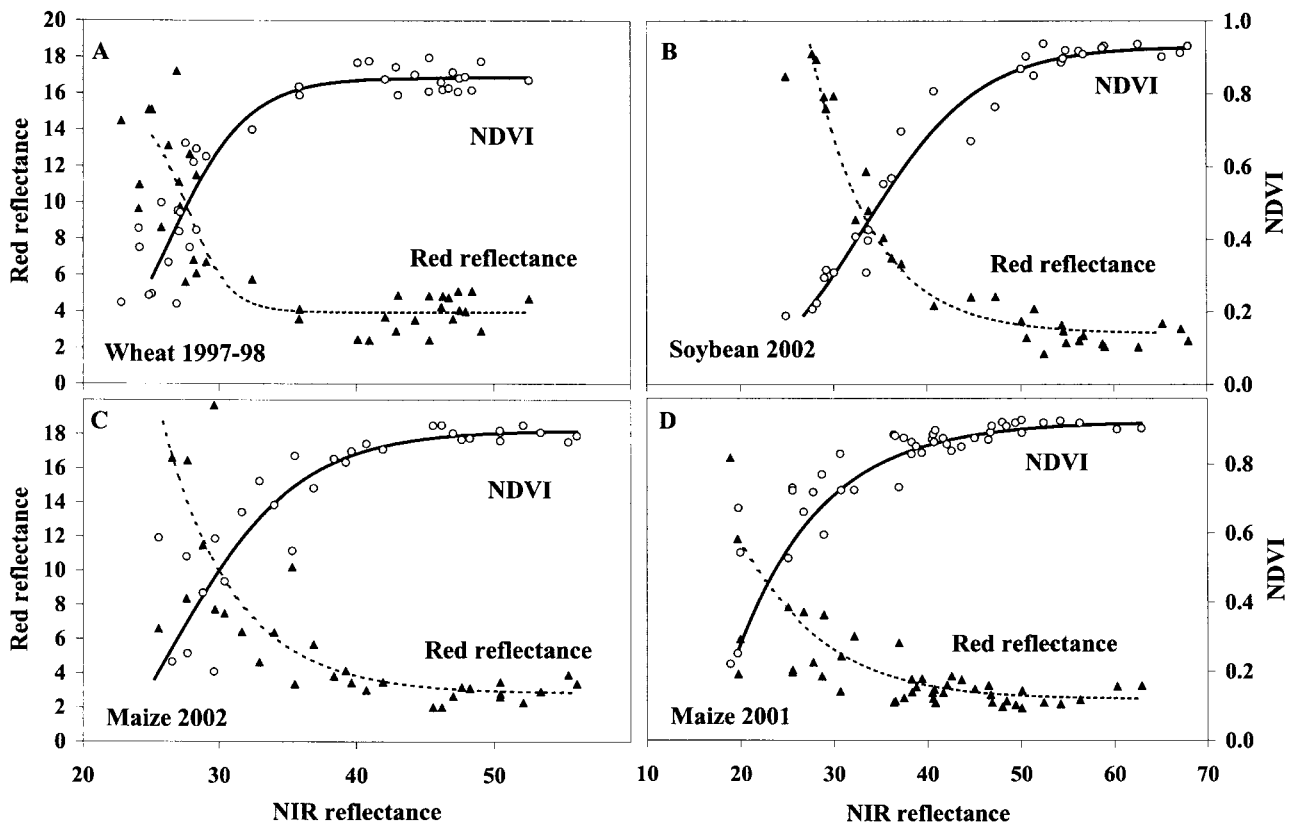 20
18
16
14
12
10
8
6
4
2
0
Red reflectance
A
NDVI
Red reflectance
Wheat 1997-98
B
NDVI
Red reflectance
Soybean 2002
1.0
0.8
0.6
0.4
0.2
0.0
NDVI
18
16
14
12
10
8
6
4
2
0
Red reflectance
C
NDVI
Red reflectance
Maize 2002
20 30 40 50
NIR reflectance
D
NDVI
Red reflectance
Maize 2001
0.8
0.6
0.4
0.2
0.0
NDVI
10 20 30 40 50 60 70
NIR reflectance